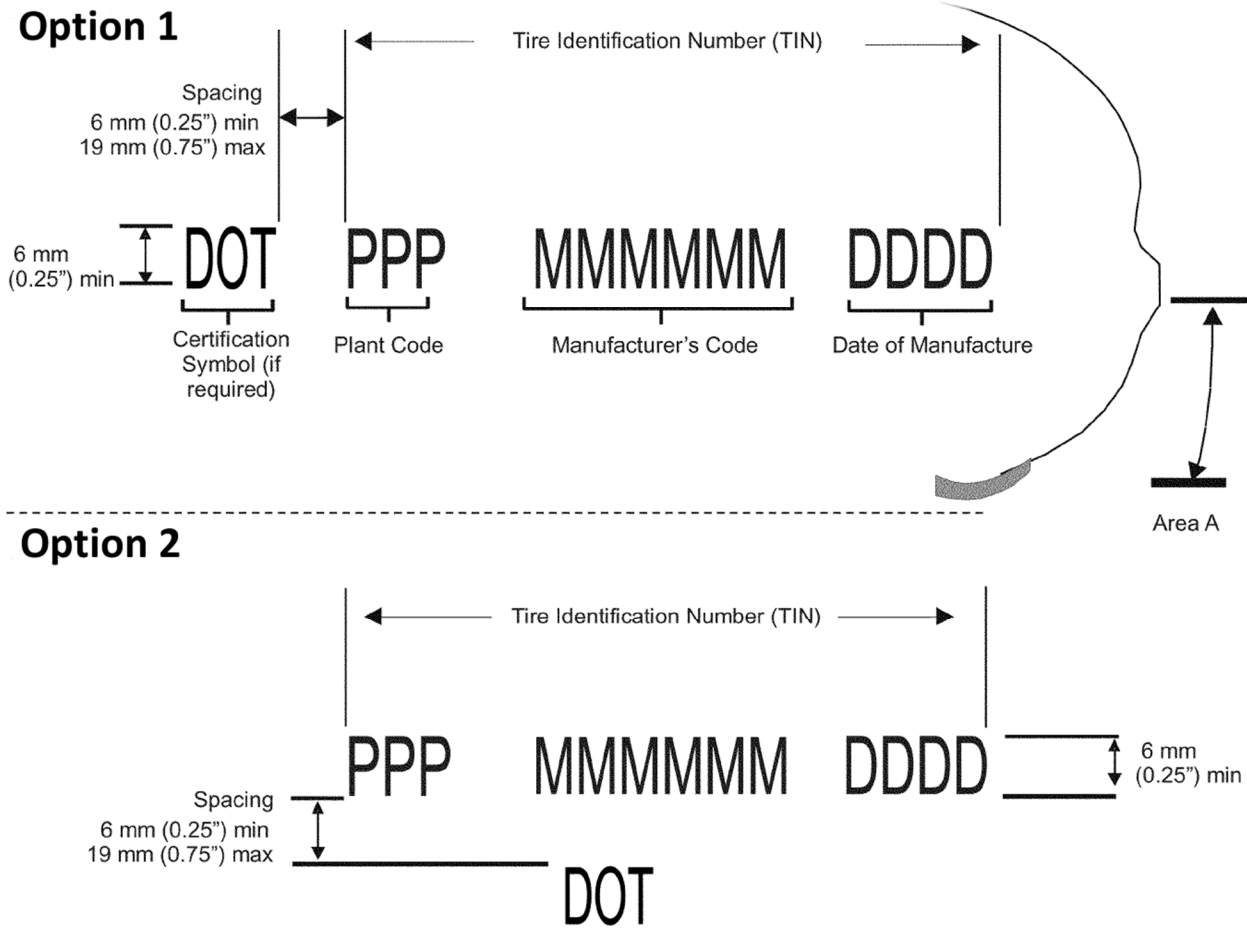 Option 1
Tire Identification Number (TIN)
Spacing
6 mm (0.25”) min
19 mm (0.75”) max
6 mm
(0.25”) min
DOT PPP MMMMMM DDDD
Certification
Symbol (if
required)
Plant Code
Manufacturer’s Code
Date of Manufacture
Area A
Option 2
Tire Identification Number (TIN)
PPP MMMMMM DDDD
6 mm
(0.25”) min
Spacing
6 mm (0.25”) min
19 mm (0.75”) max
DOT